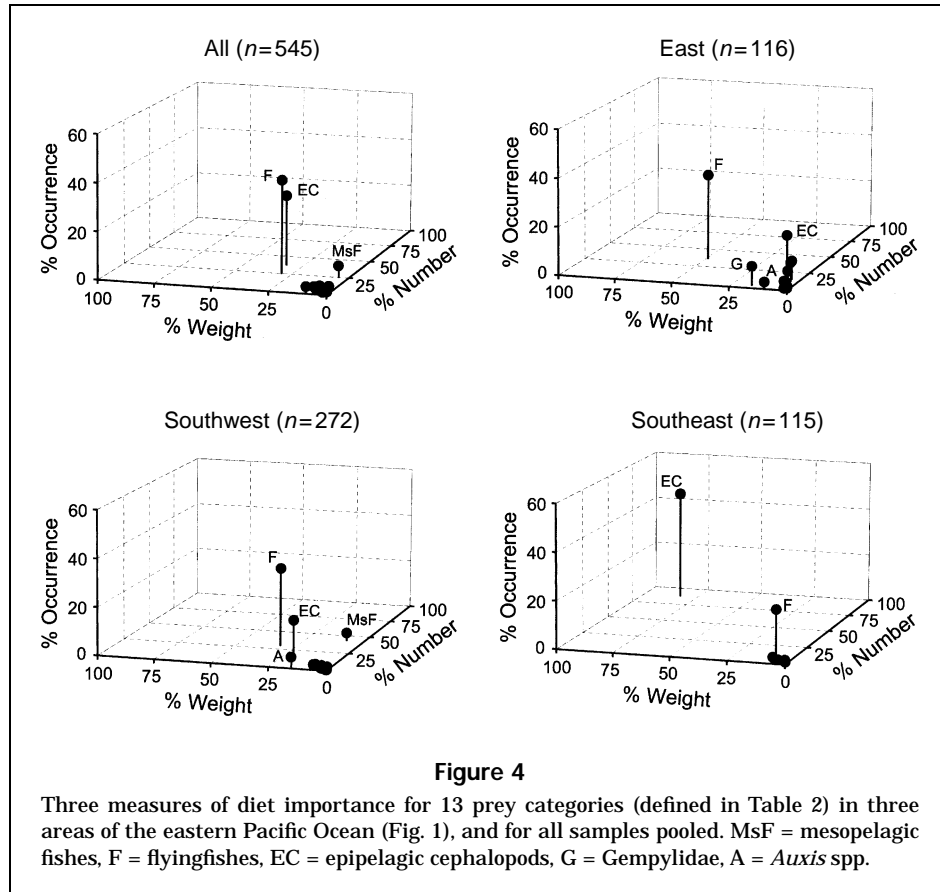 All (n=545)
60
40
20
0
% Occurrence
100
75
50
25
0
% Weight
25
50
75
100
% Number
F
EC
MsF
East (n=116)
60
40
20
0
% Occurrence
100
75
50
25
0
% Weight
25
50
75
100
% Number
F
EC
G
A
Southwest (n=272)
60
40
20
0
% Occurrence
100
75
50
25
0
% Weight
25
50
75
100
% Number
F
EC
MsF
A
Southeast (n=115)
60
40
20
0
% Occurrence
100
75
50
25
0
% Weight
25
50
75
100
% Number
EC
F
Figure 4
Three measures of diet importance for 13 prey categories (defined in Table 2) in three
areas of the eastern Pacific Ocean (Fig. 1), and for all samples pooled. MsF = mesopelagic
fishes, F = flyingfishes, EC = epipelagic cephalopods, G = Gempylidae, A = Auxis spp.